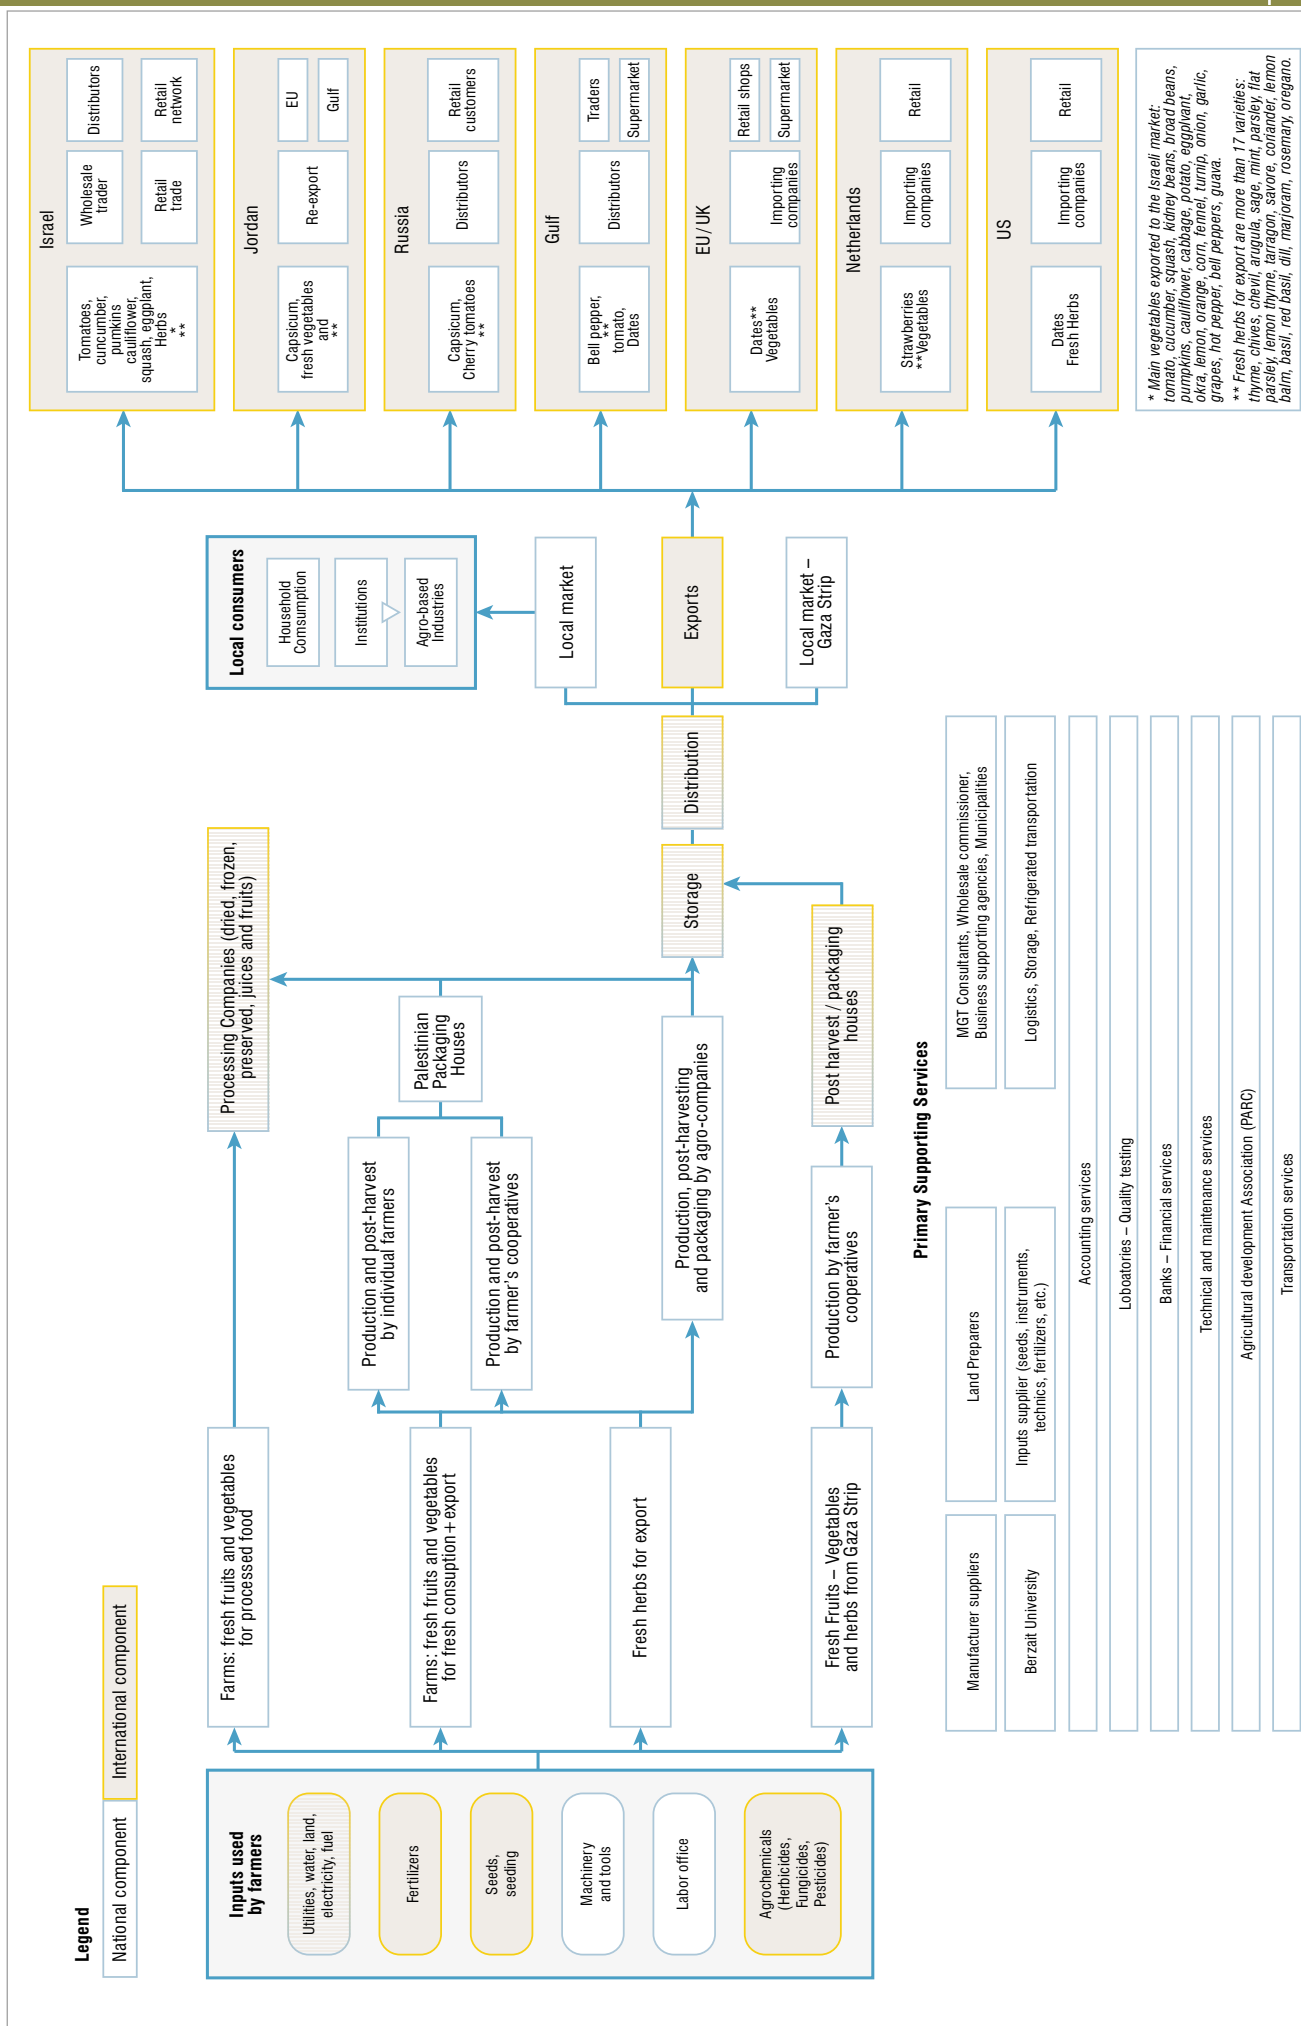 Legend
National component
International component
Inputs used
by farmers
Utilities, water, land,
electricity, fuel
Fertilizers
Seeds,
seeding
Machinery
and tools
Labor office
Agrochemicals
(Herbicides,
Fungicides,
Pesticides)
Farms: fresh fruits and vegetables
for processed food
Farms: fresh fruits and vegetables
for fresh consuption+export
Fresh herbs for export
Fresh Fruits – Vegetables
and herbs from Gaza Strip
Production and post-harvest
by individual farmers
Production and post-harvest
by farmer's cooperatives
Production, post-harvesting
and packaging by agro-companies
Production by farmer's
cooperatives
Palestinian
Packaging
Houses
Processing Companies (dried, frozen,
preserved, juices and fruits)
Post harvest / packaging
houses
Storage
Distribution
Local consumers
Household
Comsumption
Institutions
Agro-based
Industries
Local market
Exports
Local market –
Gaza Strip
Israel
Tomatoes,
cuncumber,
pumkins
cauliflower,
squash, eggplant,
Herbs
*
**
Wholesale
trader
Distributors
Retail
trade
Retail
network
Jordan
Capsicum,
fresh vegetables
and
**
Re-export
EU
Gulf
Russia
Capsicum,
Cherry tomatoes
**
Distributors
Retail
customers
Gulf
Bell pepper,
**
tomato,
Dates
Distributors
Traders
Supermarket
EU/UK
Dates**
Vegetables
Importing
companies
Retail shops
Supermarket
Netherlands
Strawberries
**Vegetables
Importing
companies
Retail
US
Dates
Fresh Herbs
Importing
companies
Retail
* Main vegetables exported to the Israeli market:
tomato, cucumber, squash, kidney beans, broad beans,
pumpkins, cauliflower, cabbage, potato, eggplvant,
okra, lemon, orange, corn, fennel, turnip, onion, garlic,
grapes, hot pepper, bell peppers, guava.
** Fresh herbs for export are more than 17 varieties:
thyme, chives, chevil, arugula, sage, mint, parsley, flat
parsley, lemon thyme, tarragon, savore, coriander, lemon
balm, basil, red basil, dill, marjoram, rosemary, oregano.
Primary Supporting Services
Manufacturer suppliers
Land Preparers
MGT Consultants, Wholesale commissioner,
Business supporting agencies, Municipalities
Berzait University
Inputs supplier (seeds, instruments,
technics, fertilizers, etc.)
Logistics, Storage, Refrigerated transportation
Accounting services
Loboatories – Quality testing
Banks – Financial services
Technical and maintenance services
Agricultural development Association (PARC)
Transportation services